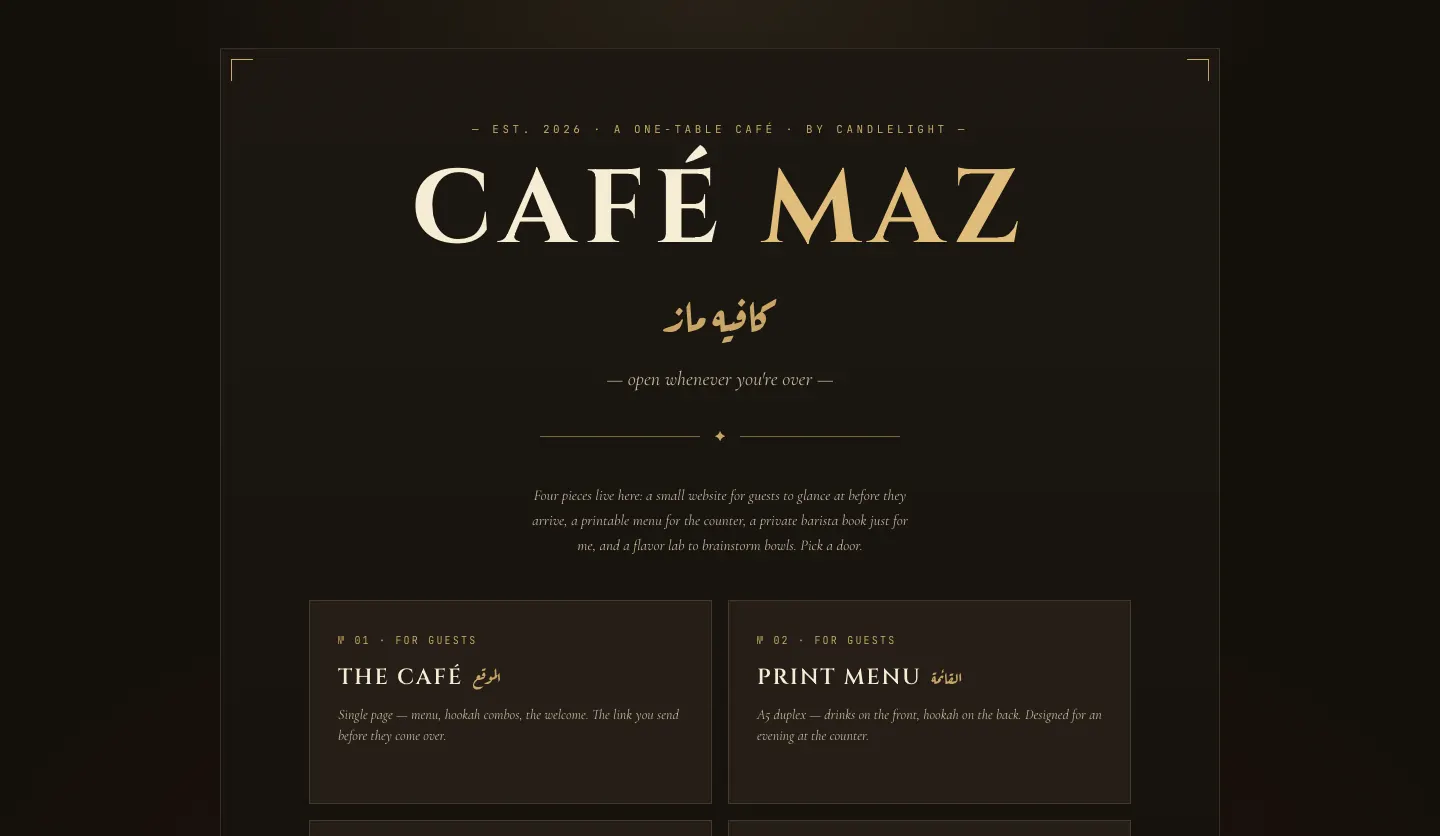 — EST. 2026 · A ONE-TABLE CAFÉ · BY CANDLELIGHT —
CAFÉ MAZ
كافيه ماز
— open whenever you're over —
Four pieces live here: a small website for guests to glance at before they
arrive, a printable menu for the counter, a private barista book just for
me, and a flavor lab to brainstorm bowls. Pick a door.
№ 01 · FOR GUESTS
THE CAFÉ الموقع
Single page — menu, hookah combos, the welcome. The link you send
before they come over.
№ 02 · FOR GUESTS
PRINT MENU القائمة
A5 duplex — drinks on the front, hookah on the back. Designed for an
evening at the counter.